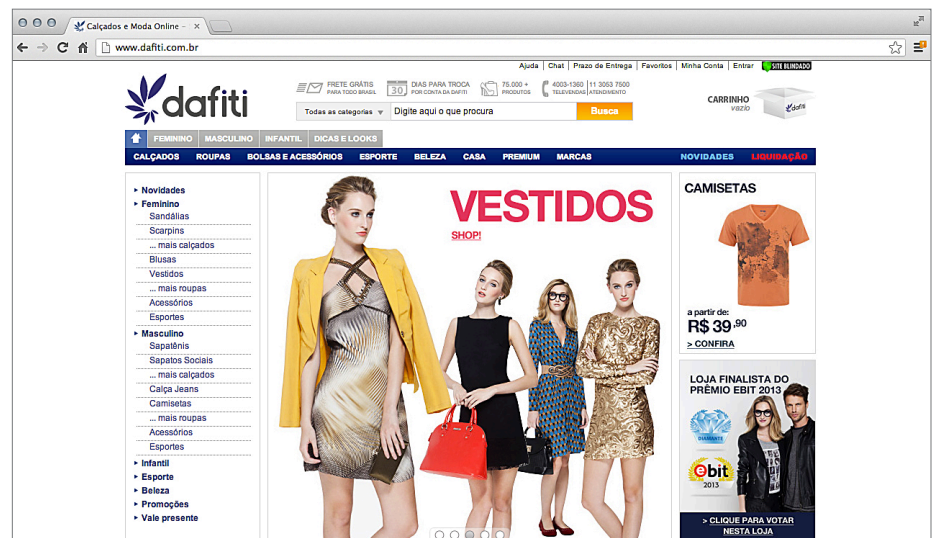 Calçados e Moda Online -
www.dafiti.com.br
Ajuda | Chat | Prazo de Entrega | Favoritos | Minha Conta | Entrar SITE BLINDADO
dafiti
FRETE GRÁTIS
PARA TODO BRASIL
30
DIAS PARA TROCA
POR CONTA DA DAFITI
75.000 +
PRODUTOS
4003-1360 | 11 3053 7500
TELEVENDAS | ATENDIMENTO
Todas as categorias
Digite aqui o que procura
Busca
CARRINHO
vazio
dafiti
FEMININO MASCULINO INFANTIL DICAS E LOOKS
CALÇADOS ROUPAS BOLSAS E ACESSÓRIOS ESPORTE BELEZA CASA PREMIUM MARCAS NOVIDADES LIQUIDAÇÃO
Novidades
Feminino
Sandálias
Scarpins
... mais calçados
Blusas
Vestidos
... mais roupas
Acessórios
Esportes
Masculino
Sapatênis
Sapatos Sociais
... mais calçados
Calça Jeans
Camisetas
... mais roupas
Acessórios
Esportes
Infantil
Esporte
Beleza
Promoções
Vale presente
VESTIDOS
SHOP!
CAMISETAS
a partir de:
R$ 39,90
> CONFIRA
LOJA FINALISTA DO
PRÊMIO EBIT 2013
DIAMANTE
ebit
2013
> CLIQUE PARA VOTAR
NESTA LOJA